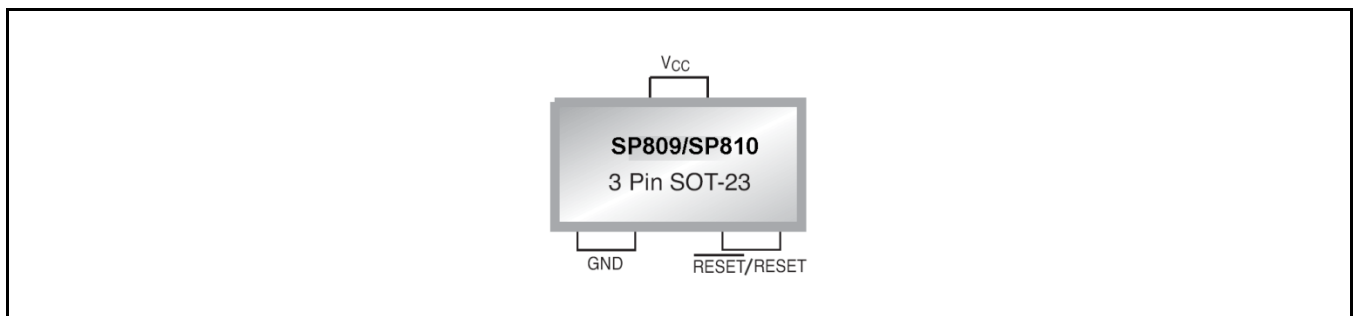 VCC
SP809/SP810
3 Pin SOT-23
GND
RESET/RESET